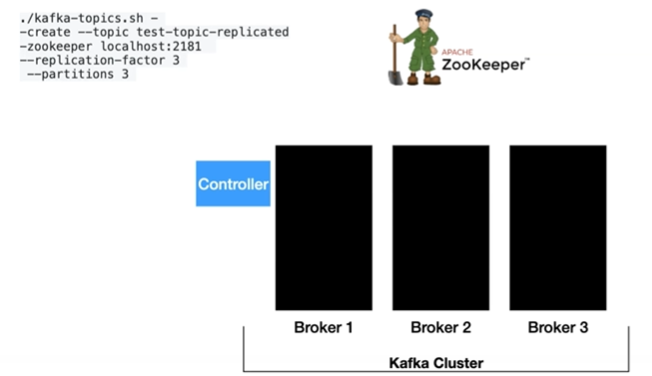 ./kafka-topics.sh -
-create --topic test-topic-replicated
-zookeeper localhost:2181
--replication-factor 3
--partitions 3
APACHE
ZooKeeper™
Controller
Broker 1
Broker 2
Broker 3
Kafka Cluster